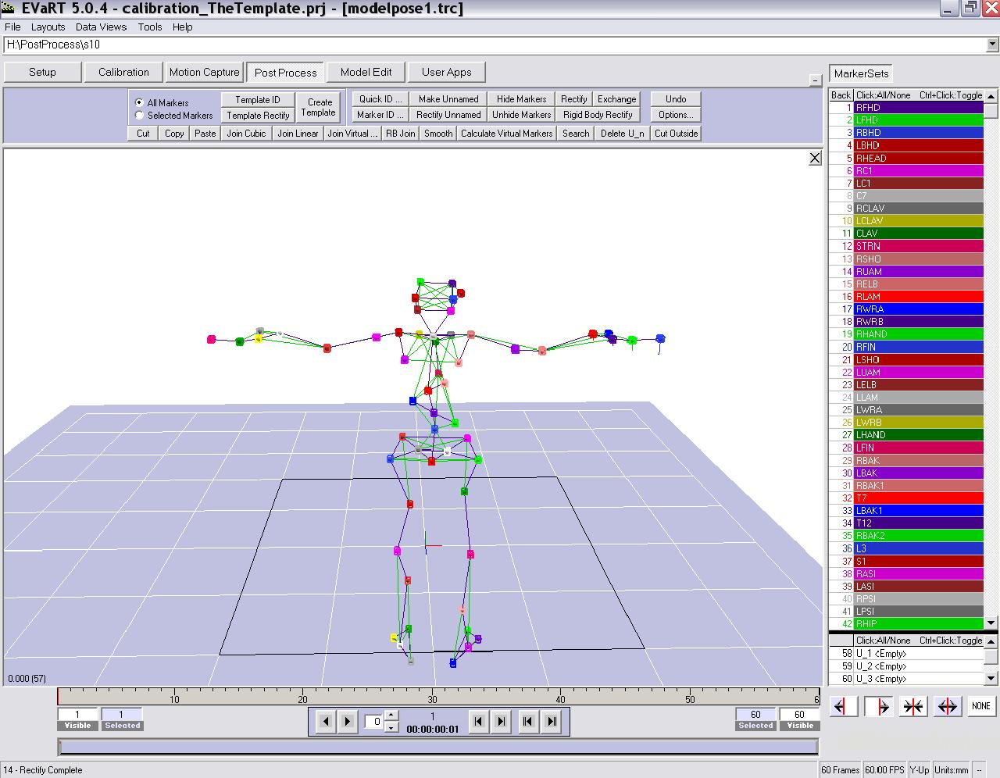 EVaRT 5.0.4 - calibration_TheTemplate.prj - [modelpose1.trc]
File Layouts Data Views Tools Help
H:\PostProcess\s10
Setup Calibration Motion Capture Post Process Model Edit User Apps
MarkerSets
All Markers
Selected Markers
Template ID
Template Rectify
Create Template
Quick ID ... Make Unnamed Hide Markers Rectify Exchange Undo
Marker ID ... Rectify Unnamed Unhide Markers Rigid Body Rectify Options...
Cut Copy Paste Join Cubic Join Linear Join Virtual ... RB Join Smooth Calculate Virtual Markers Search Delete U_n Cut Outside
Back Click:All/None Ctrl+Click:Toggle
1 RFHD
2 LFHD
3 RBHD
4 LBHD
5 RHEAD
6 RC1
7 LC1
8 C7
9 RCLAV
10 LCLAV
11 CLAV
12 STRN
13 RSHO
14 RUAM
15 RELB
16 RLAM
17 RWRA
18 RWRB
19 RHAND
20 RFIN
21 LSHO
22 LUAM
23 LELB
24 LLAM
25 LWRA
26 LWRB
27 LHAND
28 LFIN
29 RBAK
30 LBAK
31 RBAK1
32 T7
33 LBAK1
34 T12
35 RBAK2
36 L3
37 S1
38 RASI
39 LASI
40 RPSI
41 LPSI
42 RHIP
Click:All/None Ctrl+Click:Toggle
58 U_1 <Empty>
59 U_2 <Empty>
60 U_3 <Empty>
0.000 (57)
10 20 30 40 50 6
1 Visible
1 Selected
0
1
00:00:00:01
60 Selected
60 Visible
NONE
14 - Rectify Complete
60 Frames 60.00 FPS Y-Up Units:mm --